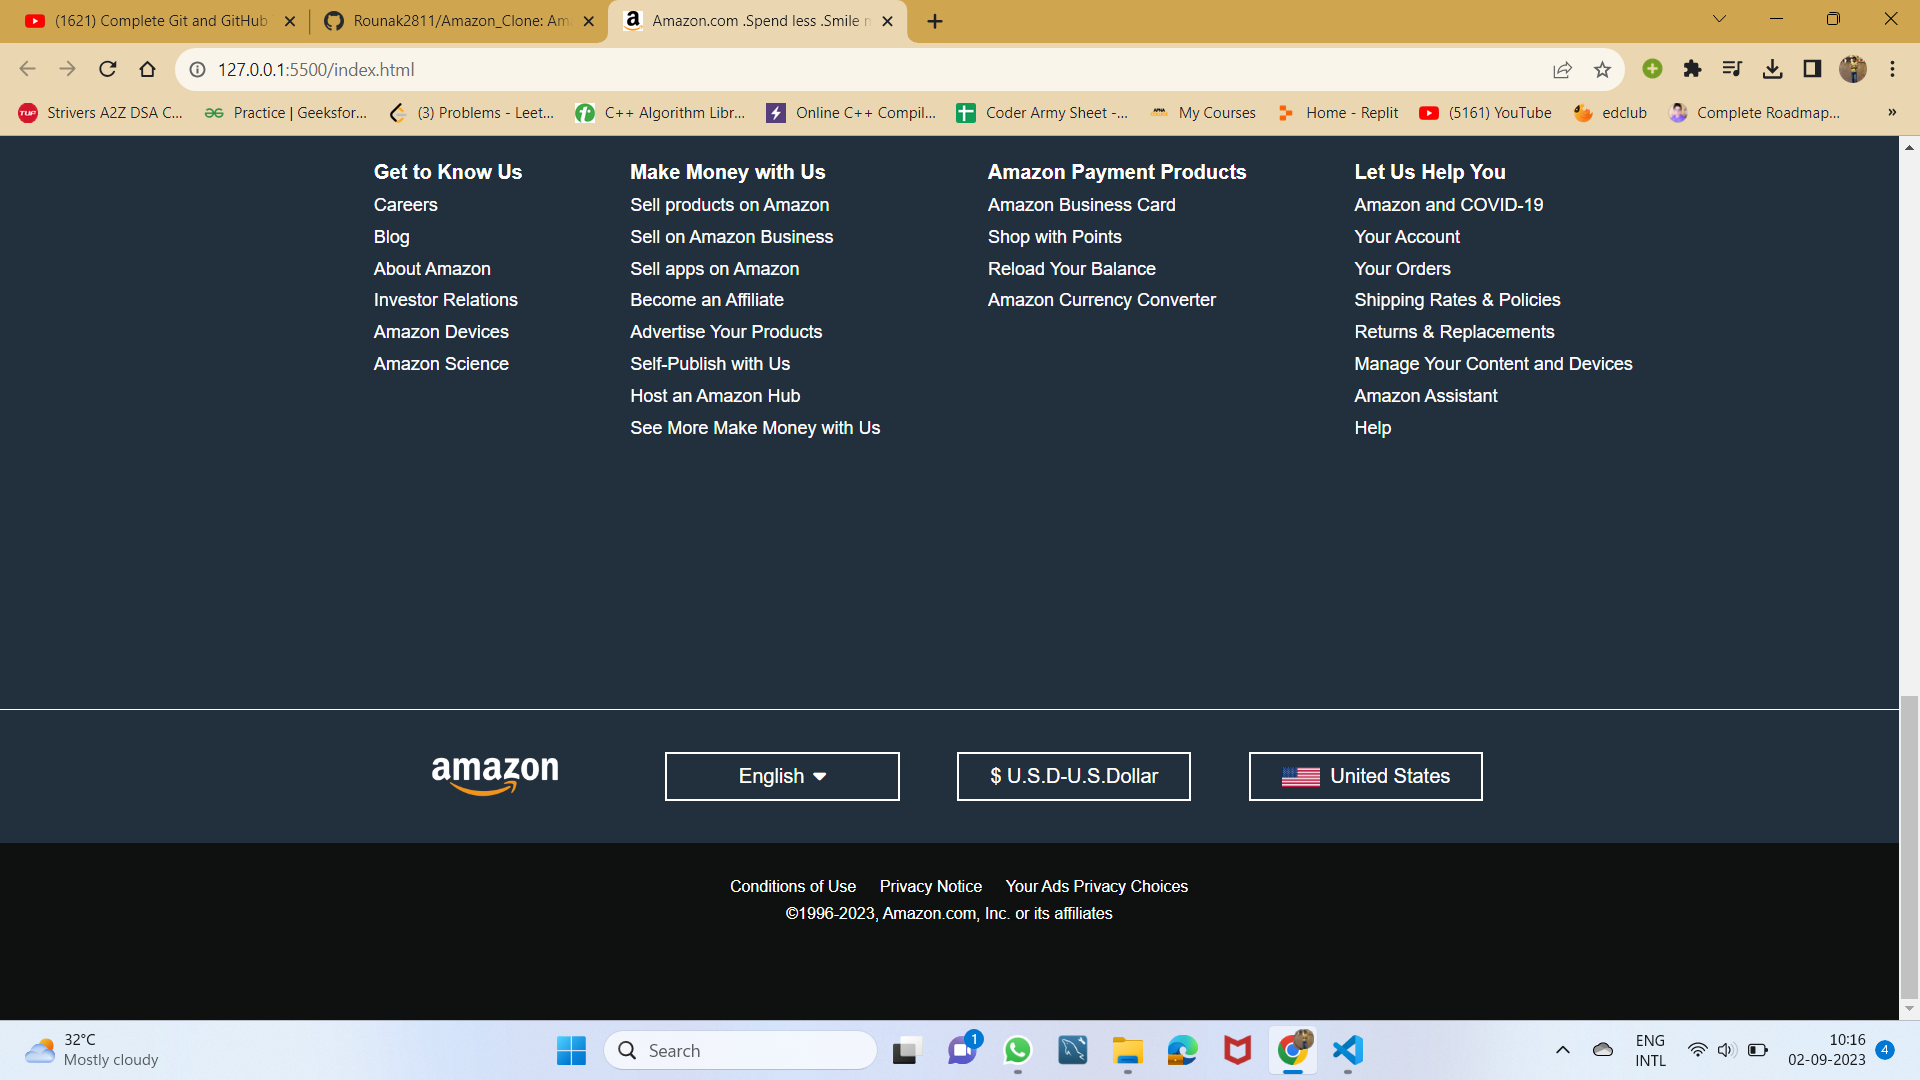 (1621) Complete Git and GitHub
Rounak2811/Amazon_Clone: Am
Amazon.com .Spend less .Smile
127.0.0.1:5500/index.html
Strivers A2Z DSA C...
Practice | Geeksfor...
(3) Problems - Leet...
C++ Algorithm Libr...
Online C++ Compil...
Coder Army Sheet -...
My Courses
Home - Replit
(5161) YouTube
edclub
Complete Roadmap...
»
Get to Know Us
Careers
Blog
About Amazon
Investor Relations
Amazon Devices
Amazon Science
Make Money with Us
Sell products on Amazon
Sell on Amazon Business
Sell apps on Amazon
Become an Affiliate
Advertise Your Products
Self-Publish with Us
Host an Amazon Hub
See More Make Money with Us
Amazon Payment Products
Amazon Business Card
Shop with Points
Reload Your Balance
Amazon Currency Converter
Let Us Help You
Amazon and COVID-19
Your Account
Your Orders
Shipping Rates & Policies
Returns & Replacements
Manage Your Content and Devices
Amazon Assistant
Help
amazon
English
$ U.S.D-U.S.Dollar
United States
Conditions of Use Privacy Notice Your Ads Privacy Choices
©1996-2023, Amazon.com, Inc. or its affiliates
32°C
Mostly cloudy
Search
1
ENG
INTL
10:16
02-09-2023
4